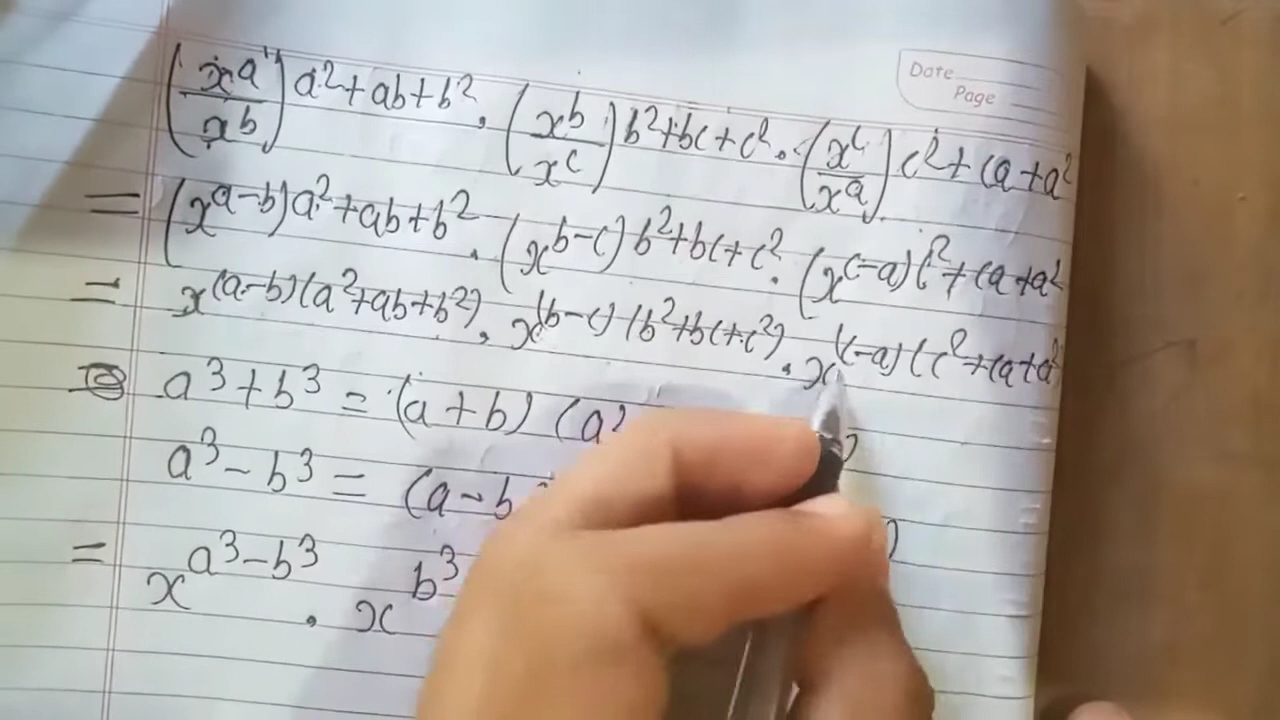 Date
Page
(x^a/x^b)^a²+ab+b² . (x^b/x^c)^b²+bc+c² . (x^c/x^a)^c²+ca+a²
= (x^a-b)^a²+ab+b² . (x^b-c)^b²+bc+c² . (x^c-a)^c²+ca+a²
= x^(a-b)(a²+ab+b²) . x^(b-c)(b²+bc+c²) . x^(c-a)(c²+ca+a²
a³+b³ = (a+b) (a²
a³-b³ = (a-b
= x^a³-b³ . x^b³